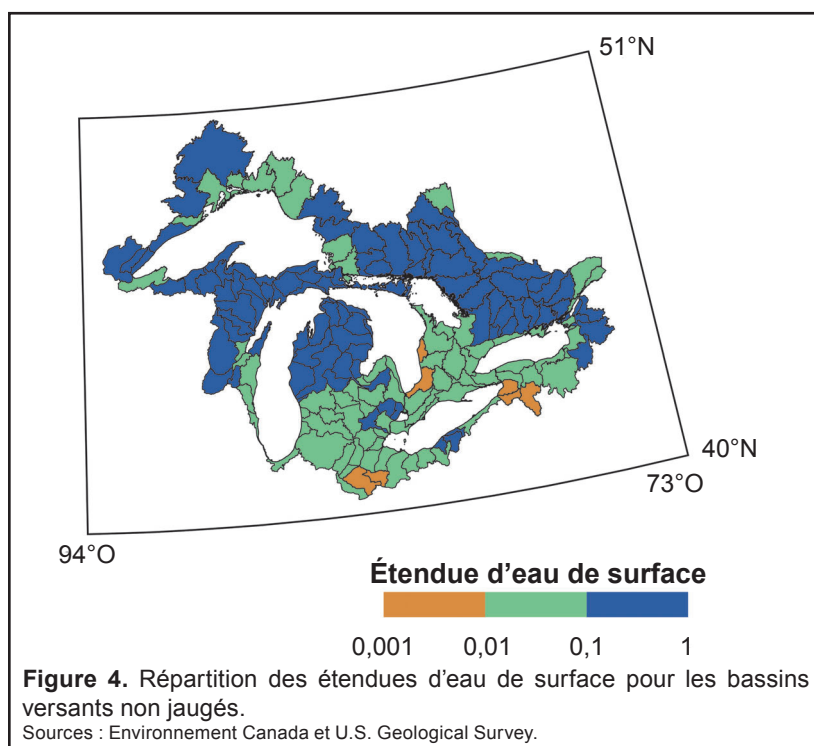 51°N
40°N
73°O
94°O
Étendue d'eau de surface
0,001 0,01 0,1 1
Figure 4. Répartition des étendues d'eau de surface pour les bassins
versants non jaugés.
Sources : Environnement Canada et U.S. Geological Survey.